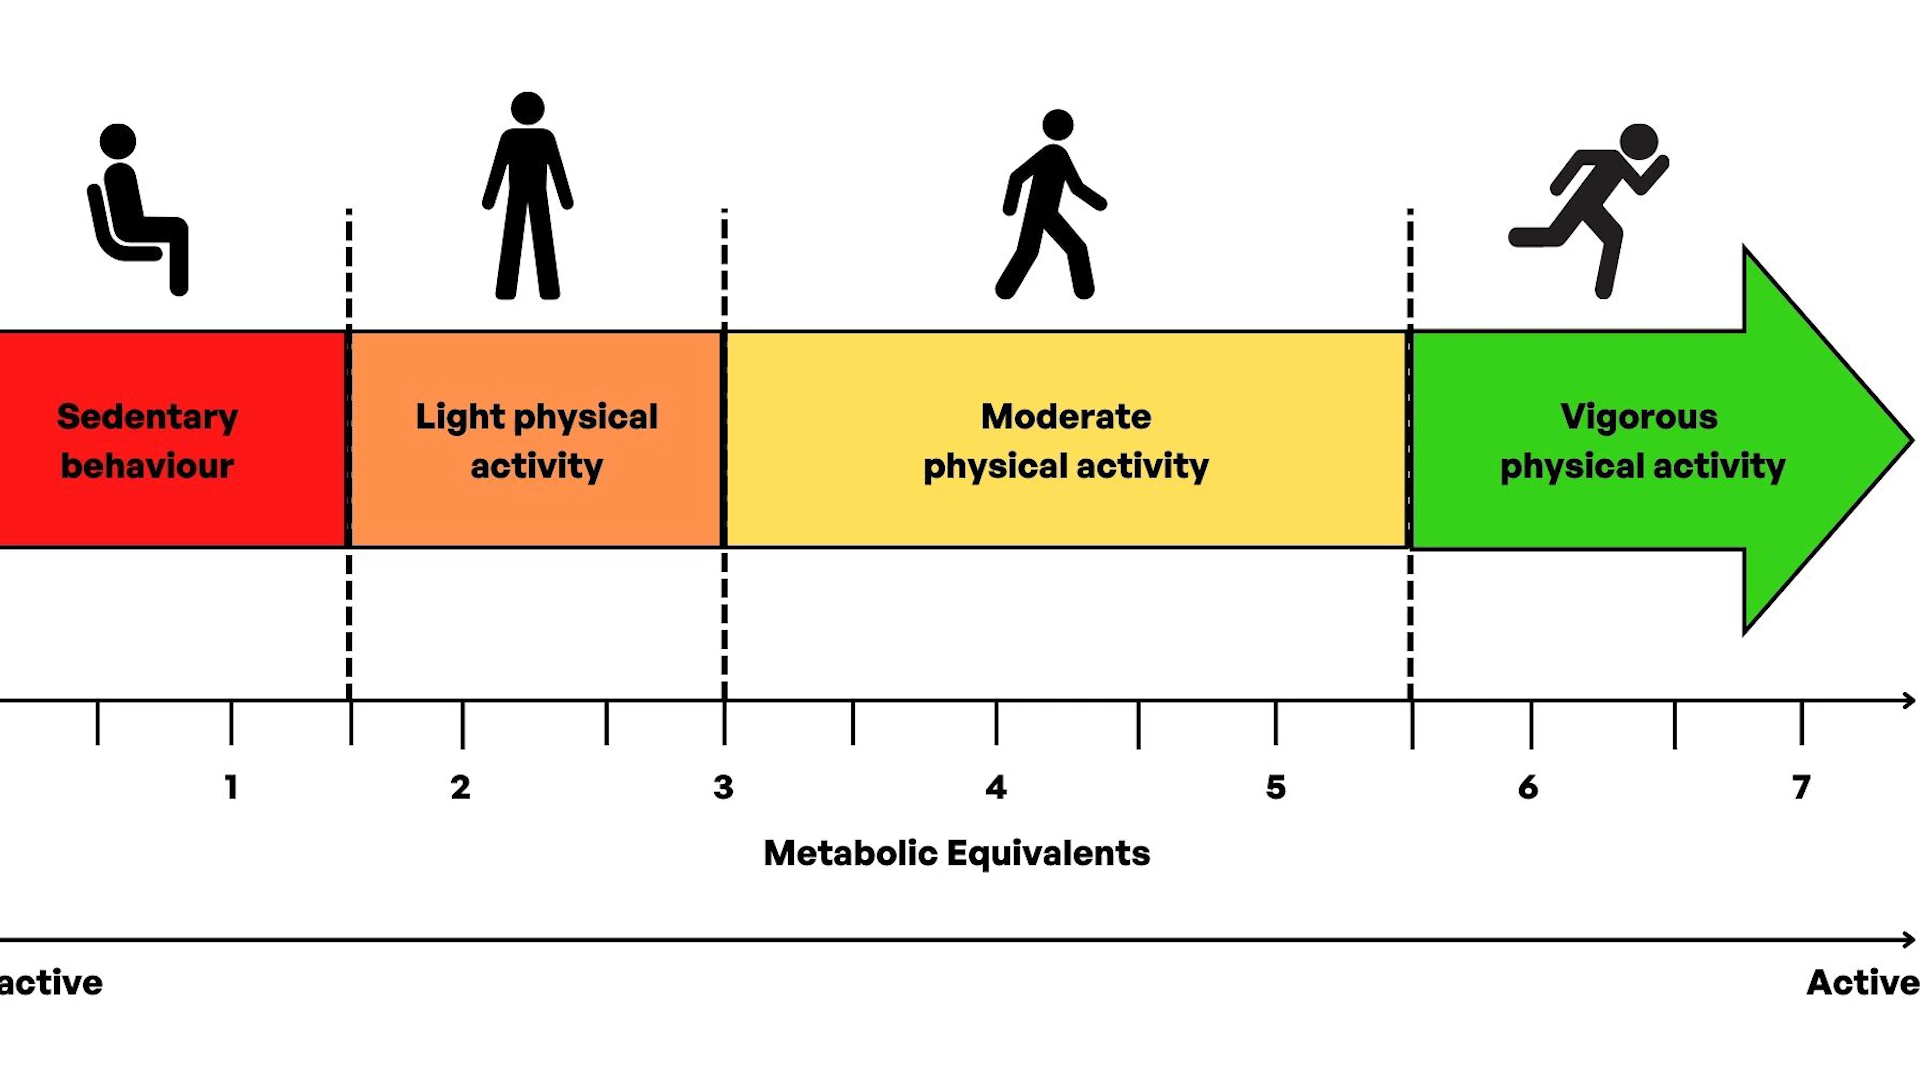 Sedentary
behaviour
Light physical
activity
Moderate
physical activity
Vigorous
physical activity
1 2 3 4 5 6 7
Metabolic Equivalents
active Active